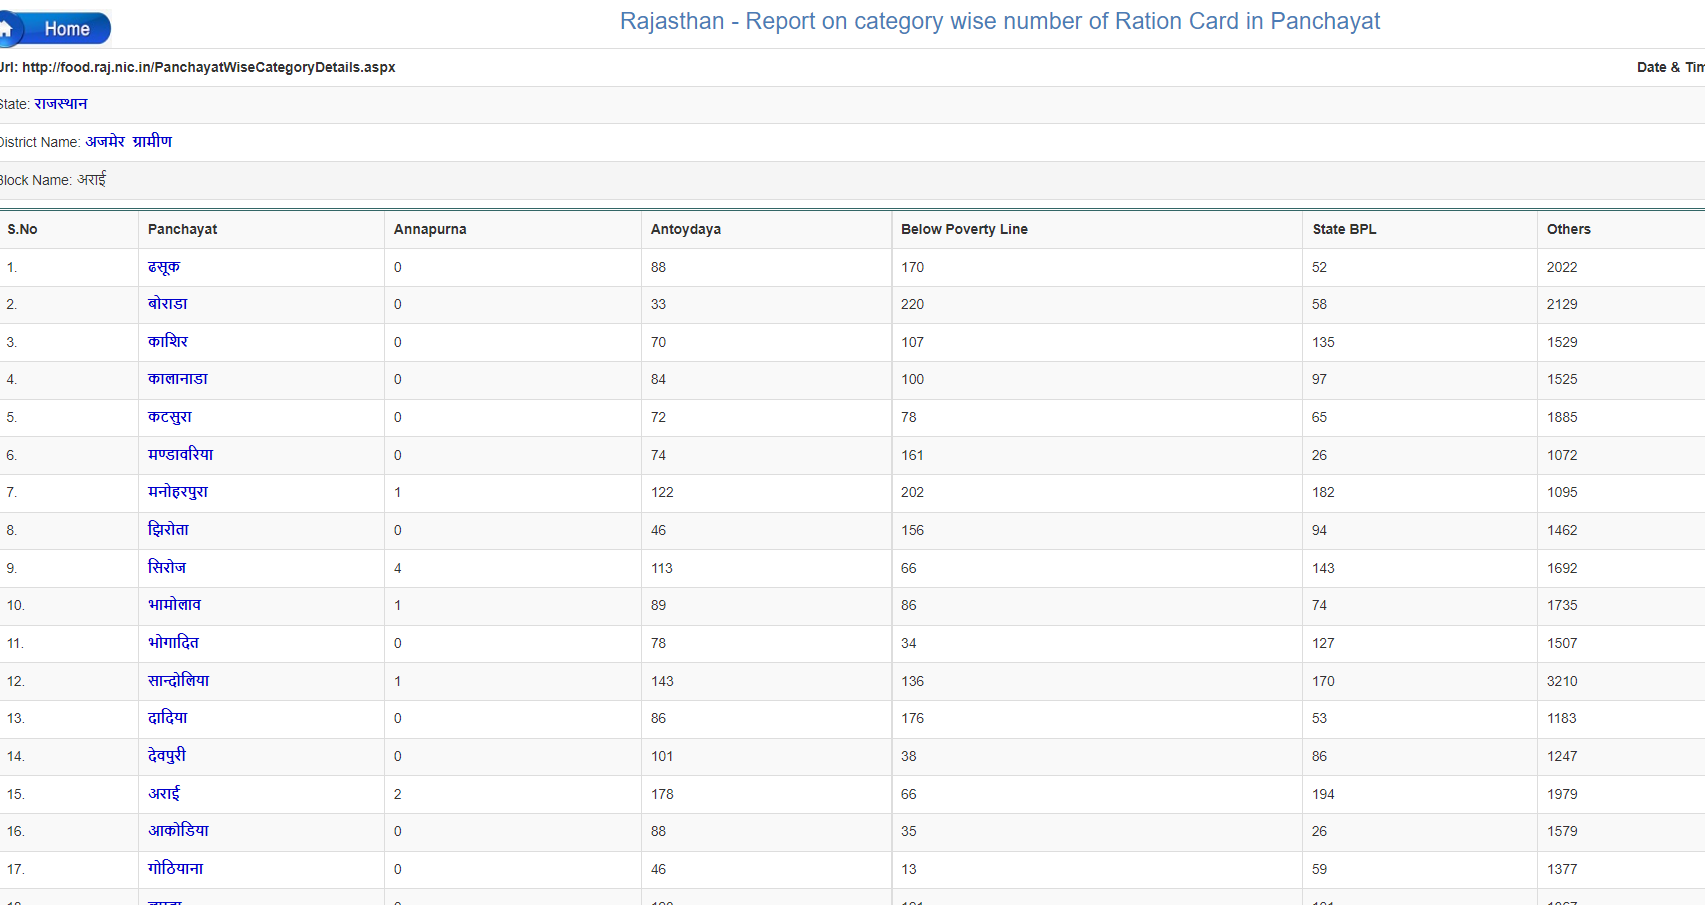 Home
Rajasthan - Report on category wise number of Ration Card in Panchayat
Url: http://food.raj.nic.in/PanchayatWiseCategoryDetails.aspx Date & Tim
State: राजस्थान
District Name: अजमेर ग्रामीण
Block Name: अराई
S.No Panchayat Annapurna Antoydaya Below Poverty Line State BPL Others
1. ढसूक 0 88 170 52 2022
2. बोराडा 0 33 220 58 2129
3. काशिर 0 70 107 135 1529
4. कालानाडा 0 84 100 97 1525
5. कटसुरा 0 72 78 65 1885
6. मण्डावरिया 0 74 161 26 1072
7. मनोहरपुरा 1 122 202 182 1095
8. झिरोता 0 46 156 94 1462
9. सिरोज 4 113 66 143 1692
10. भामोलाव 1 89 86 74 1735
11. भोगादित 0 78 34 127 1507
12. सान्दोलिया 1 143 136 170 3210
13. दादिया 0 86 176 53 1183
14. देवपुरी 0 101 38 86 1247
15. अराई 2 178 66 194 1979
16. आकोडिया 0 88 35 26 1579
17. गोठियाना 0 46 13 59 1377